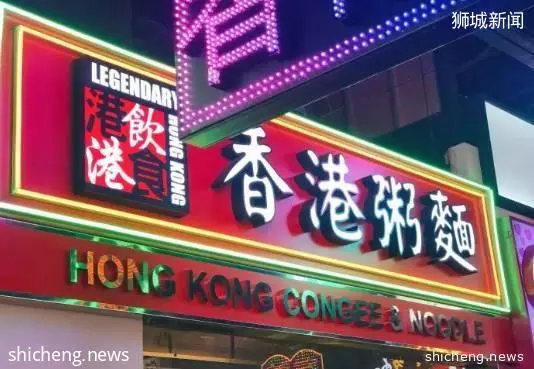 狮城新闻
LEGENDARY
HONG KONG
港飲
港食
香港粥麵
HONG KONG CONGEE & NOODLE
shicheng.news
shicheng.news